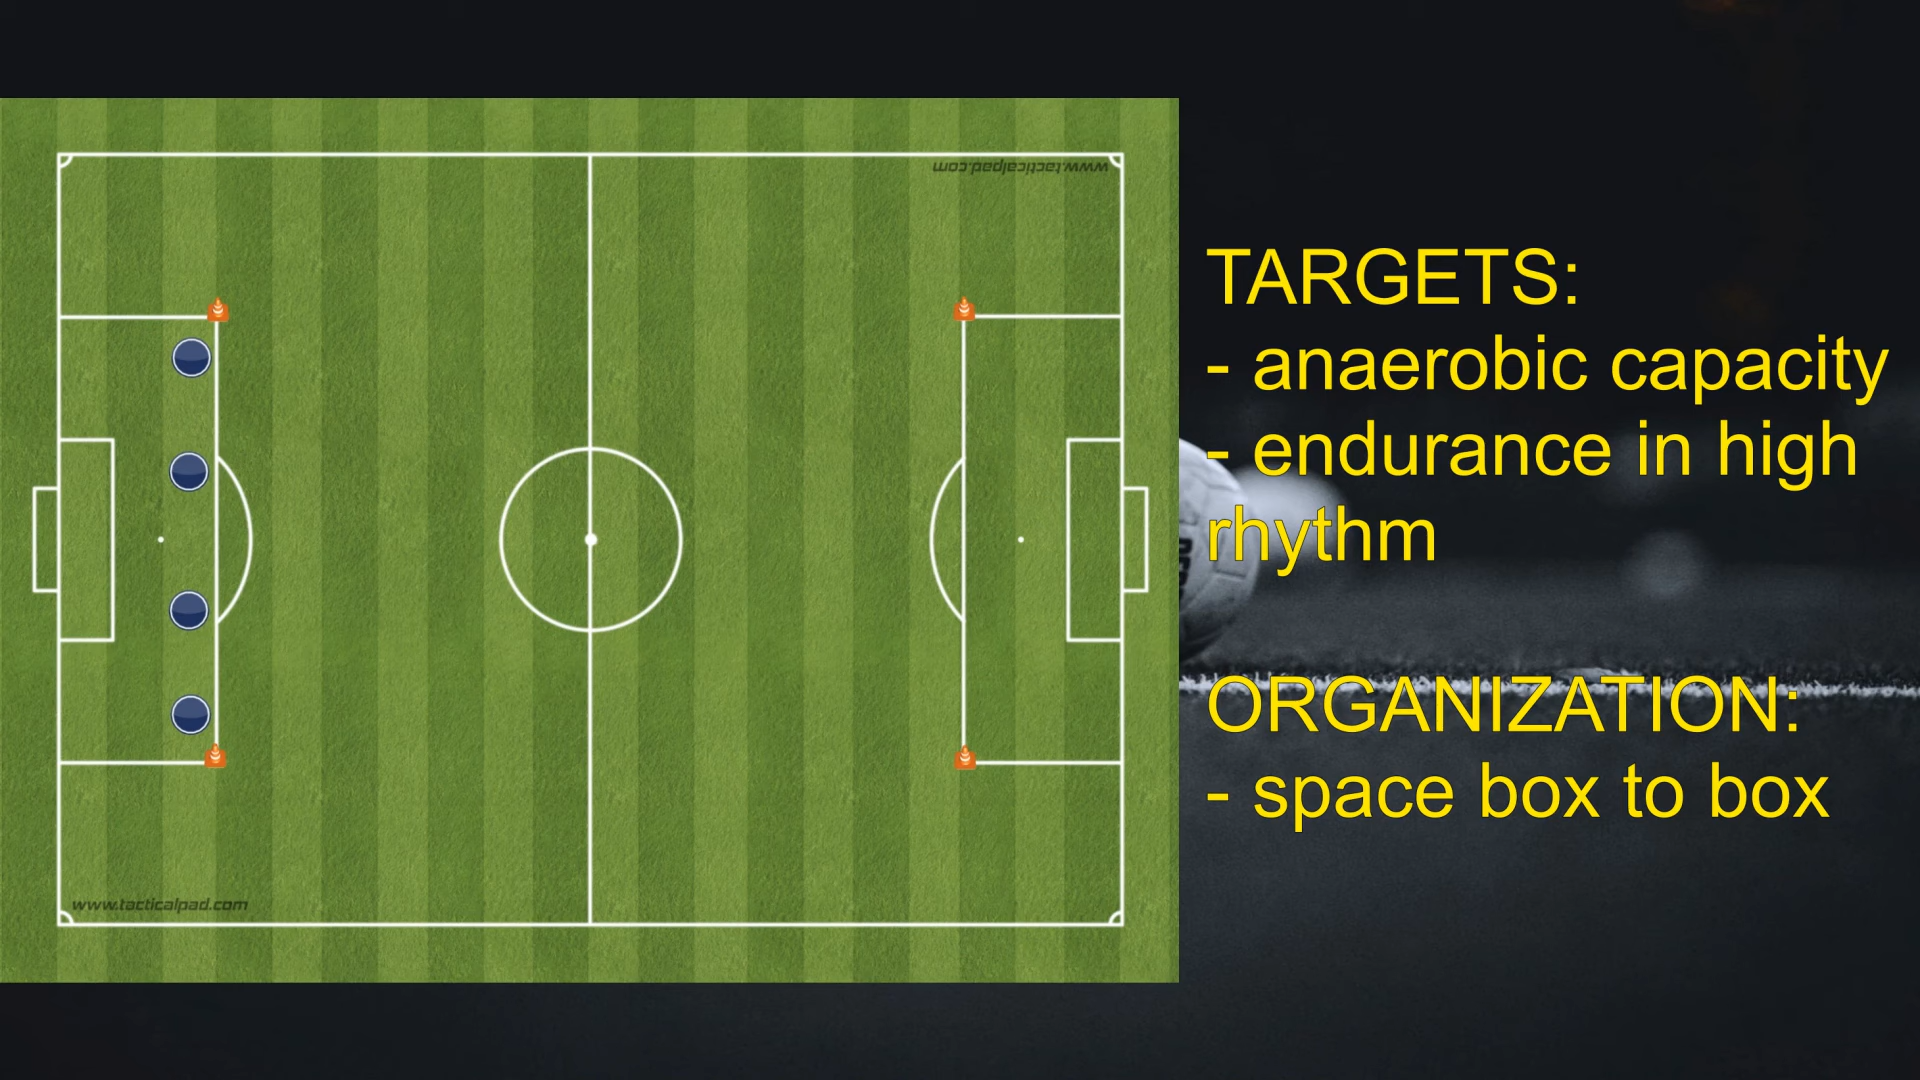 www.tacticalpad.com
TARGETS:
- anaerobic capacity
- endurance in high
rhythm
ORGANIZATION:
- space box to box
www.tacticalpad.com